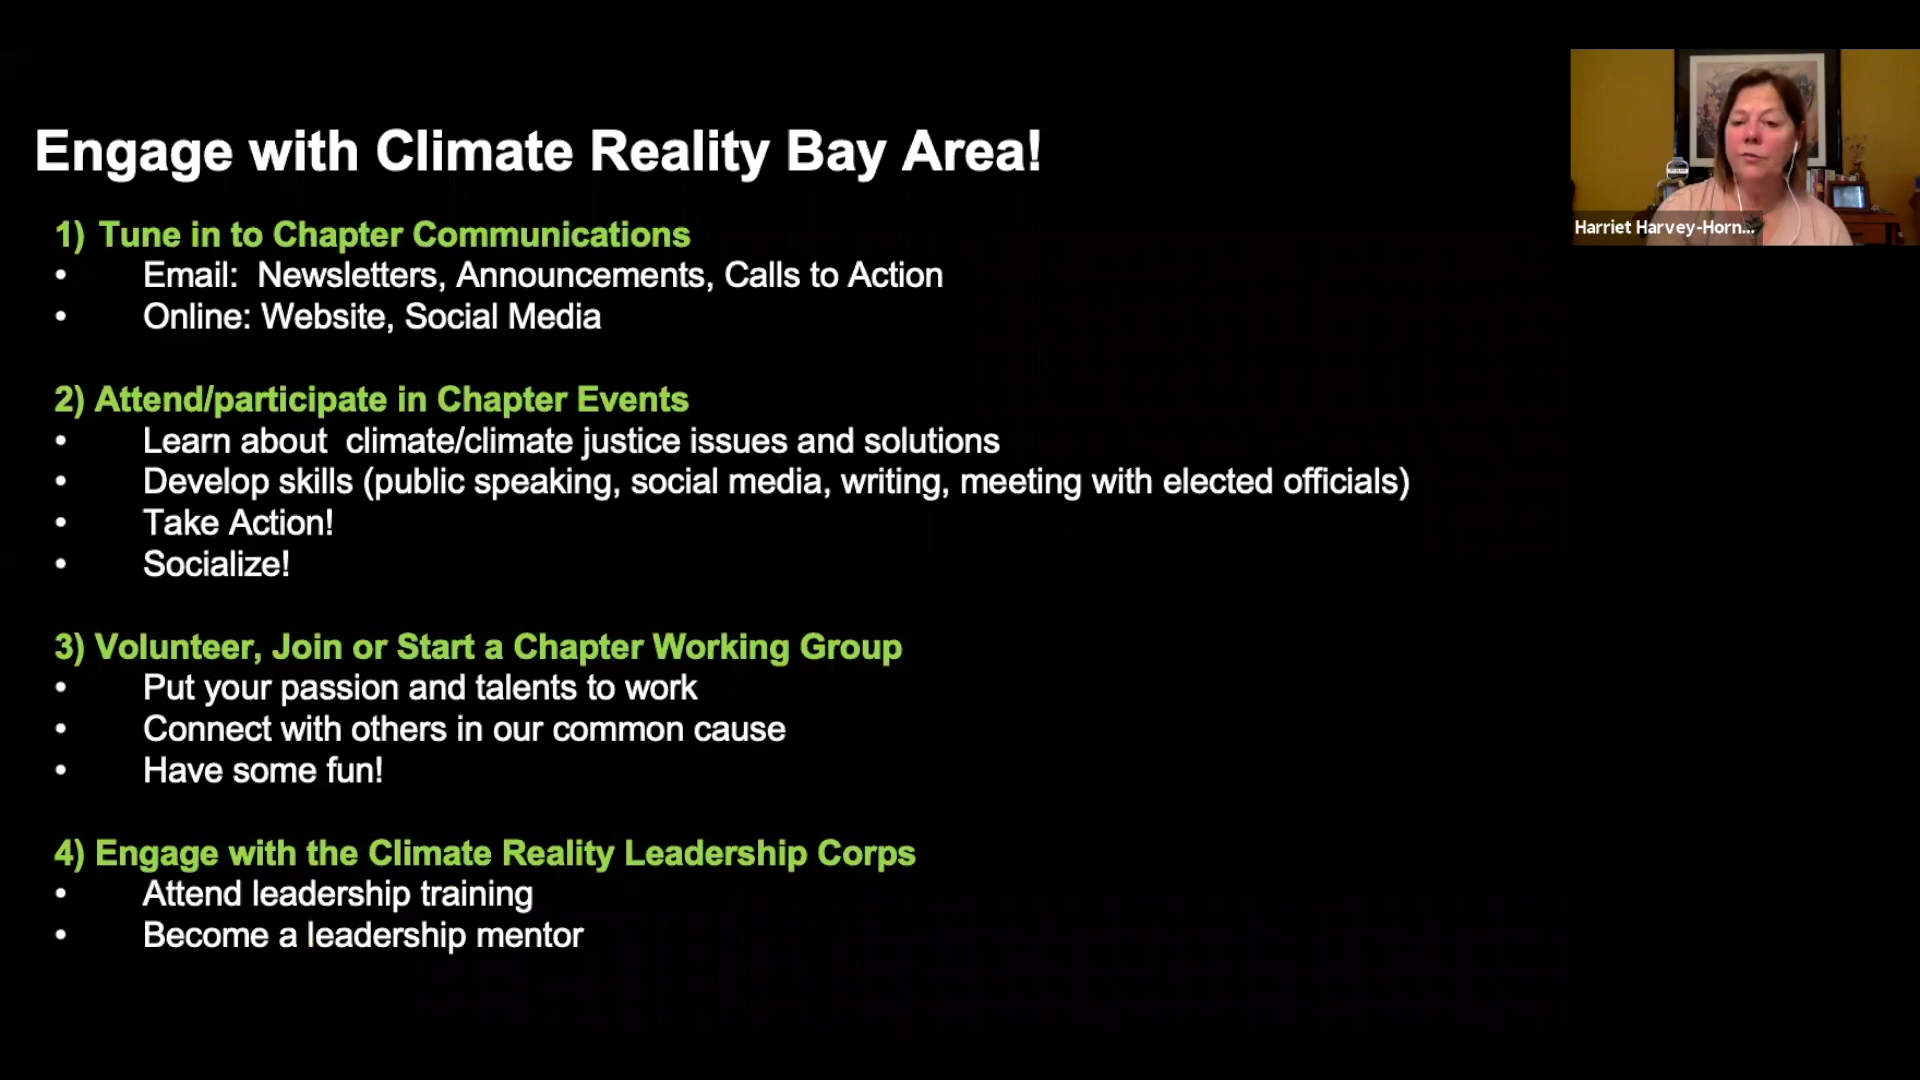 Engage with Climate Reality Bay Area!
1) Tune in to Chapter Communications
• Email:  Newsletters, Announcements, Calls to Action
• Online: Website, Social Media
2) Attend/participate in Chapter Events
• Learn about  climate/climate justice issues and solutions
• Develop skills (public speaking, social media, writing, meeting with elected officials)
• Take Action!
• Socialize!
3) Volunteer, Join or Start a Chapter Working Group
• Put your passion and talents to work
• Connect with others in our common cause
• Have some fun!
4) Engage with the Climate Reality Leadership Corps
• Attend leadership training
• Become a leadership mentor
Harriet Harvey-Horn...